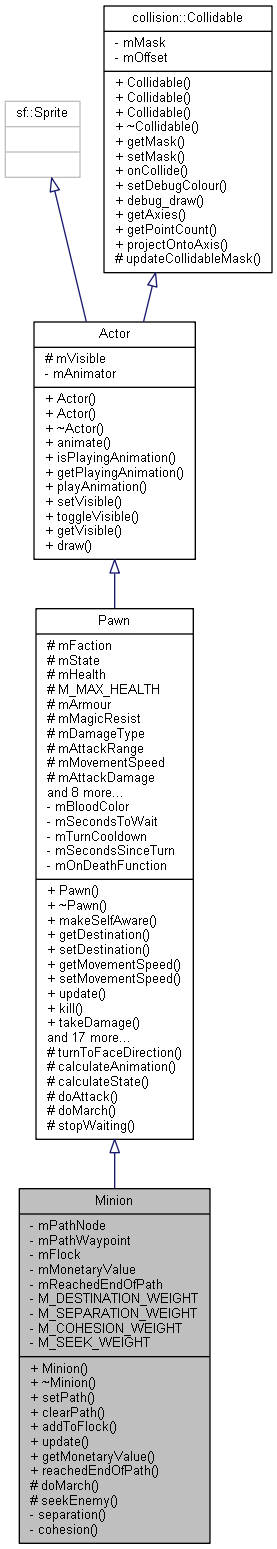 collision::Collidable
- mMask
- mOffset
+ Collidable()
+ Collidable()
+ Collidable()
+ ~Collidable()
+ getMask()
+ setMask()
+ onCollide()
+ setDebugColour()
+ debug_draw()
+ getAxies()
+ getPointCount()
+ projectOntoAxis()
# updateCollidableMask()
sf::Sprite
Actor
# mVisible
- mAnimator
+ Actor()
+ Actor()
+ ~Actor()
+ animate()
+ isPlayingAnimation()
+ getPlayingAnimation()
+ playAnimation()
+ setVisible()
+ toggleVisible()
+ getVisible()
+ draw()
Pawn
# mFaction
# mState
# mHealth
# M_MAX_HEALTH
# mArmour
# mMagicResist
# mDamageType
# mAttackRange
# mMovementSpeed
# mAttackDamage
and 8 more...
- mBloodColor
- mSecondsToWait
- mTurnCooldown
- mSecondsSinceTurn
- mOnDeathFunction
+ Pawn()
+ ~Pawn()
+ makeSelfAware()
+ getDestination()
+ setDestination()
+ getMovementSpeed()
+ setMovementSpeed()
+ update()
+ kill()
+ takeDamage()
and 17 more...
# turnToFaceDirection()
# calculateAnimation()
# calculateState()
# doAttack()
# doMarch()
# stopWaiting()
Minion
- mPathNode
- mPathWaypoint
- mFlock
- mMonetaryValue
- mReachedEndOfPath
- M_DESTINATION_WEIGHT
- M_SEPARATION_WEIGHT
- M_COHESION_WEIGHT
- M_SEEK_WEIGHT
+ Minion()
+ ~Minion()
+ setPath()
+ clearPath()
+ addToFlock()
+ update()
+ getMonetaryValue()
+ reachedEndOfPath()
# doMarch()
# seekEnemy()
- separation()
- cohesion()